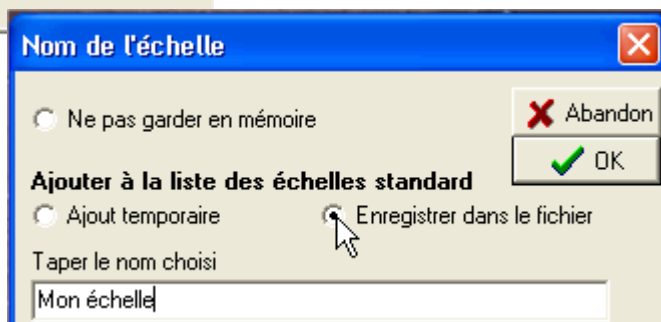 Nom de l'échelle
Ne pas garder en mémoire
Abandon
OK
Ajouter à la liste des échelles standard
Ajout temporaire
Enregistrer dans le fichier
Taper le nom choisi
Mon échelle